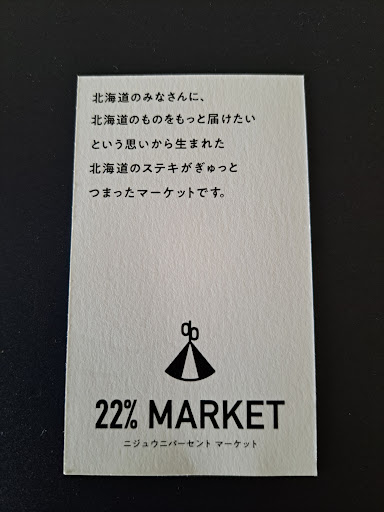 北海道のみなさんに、
北海道のものをもっと届けたい
という思いから生まれた
北海道のステキがぎゅっと
つまったマーケットです。
22% MARKET
ニジュウニパーセント マーケット